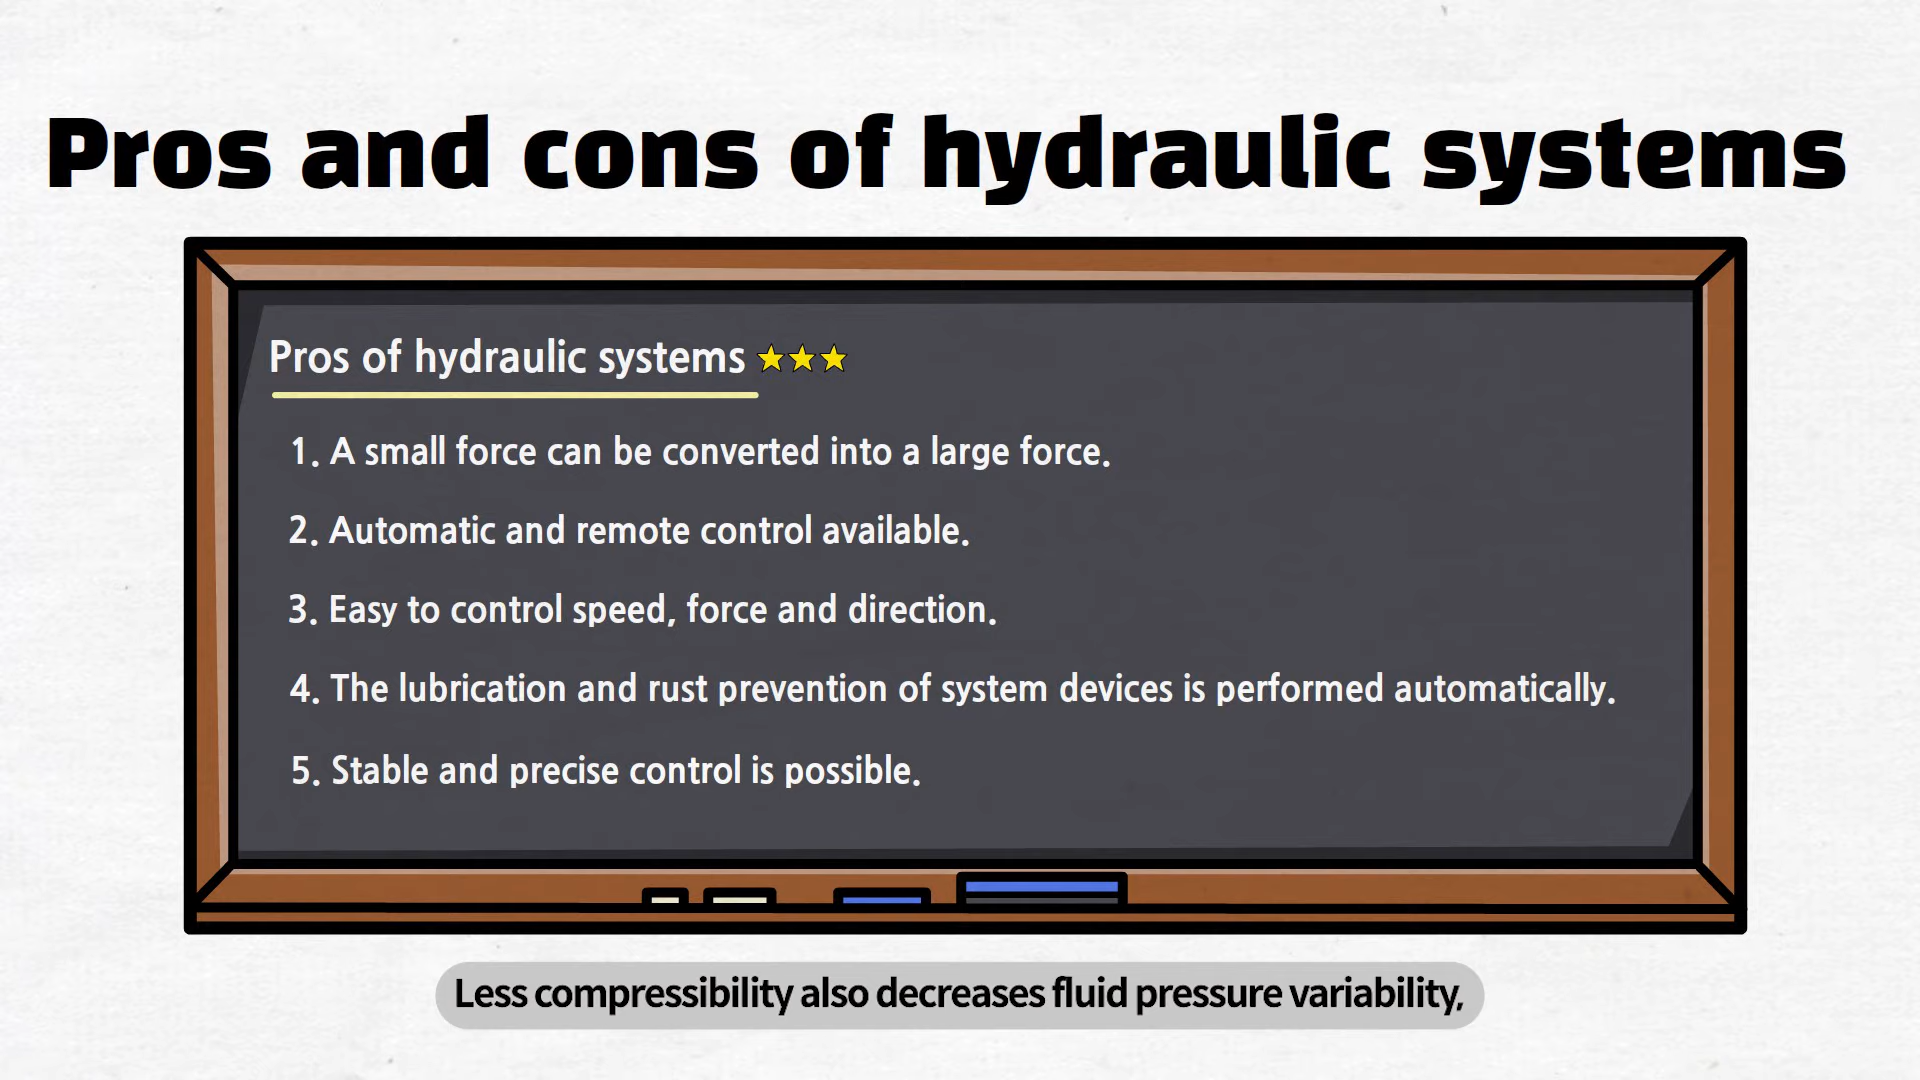 Pros and cons of hydraulic systems
Pros of hydraulic systems
1. A small force can be converted into a large force.
2. Automatic and remote control available.
3. Easy to control speed, force and direction.
4. The lubrication and rust prevention of system devices is performed automatically.
5. Stable and precise control is possible.
Less compressibility also decreases fluid pressure variability,